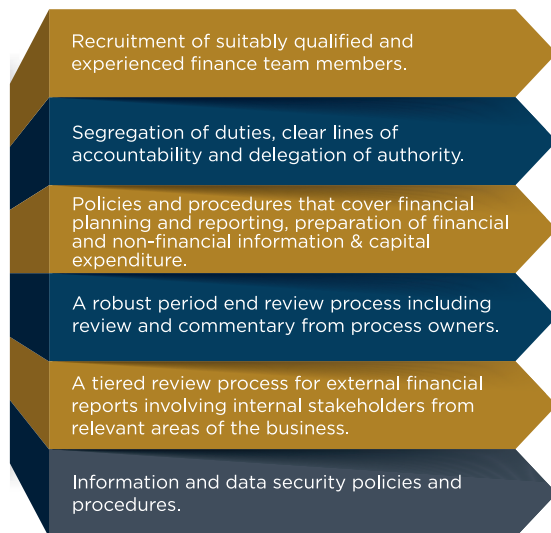 Recruitment of suitably qualified and
experienced finance team members.
Segregation of duties, clear lines of
accountability and delegation of authority.
Policies and procedures that cover financial
planning and reporting, preparation of financial
and non-financial information & capital
expenditure.
A robust period end review process including
review and commentary from process owners.
A tiered review process for external financial
reports involving internal stakeholders from
relevant areas of the business.
Information and data security policies and
procedures.